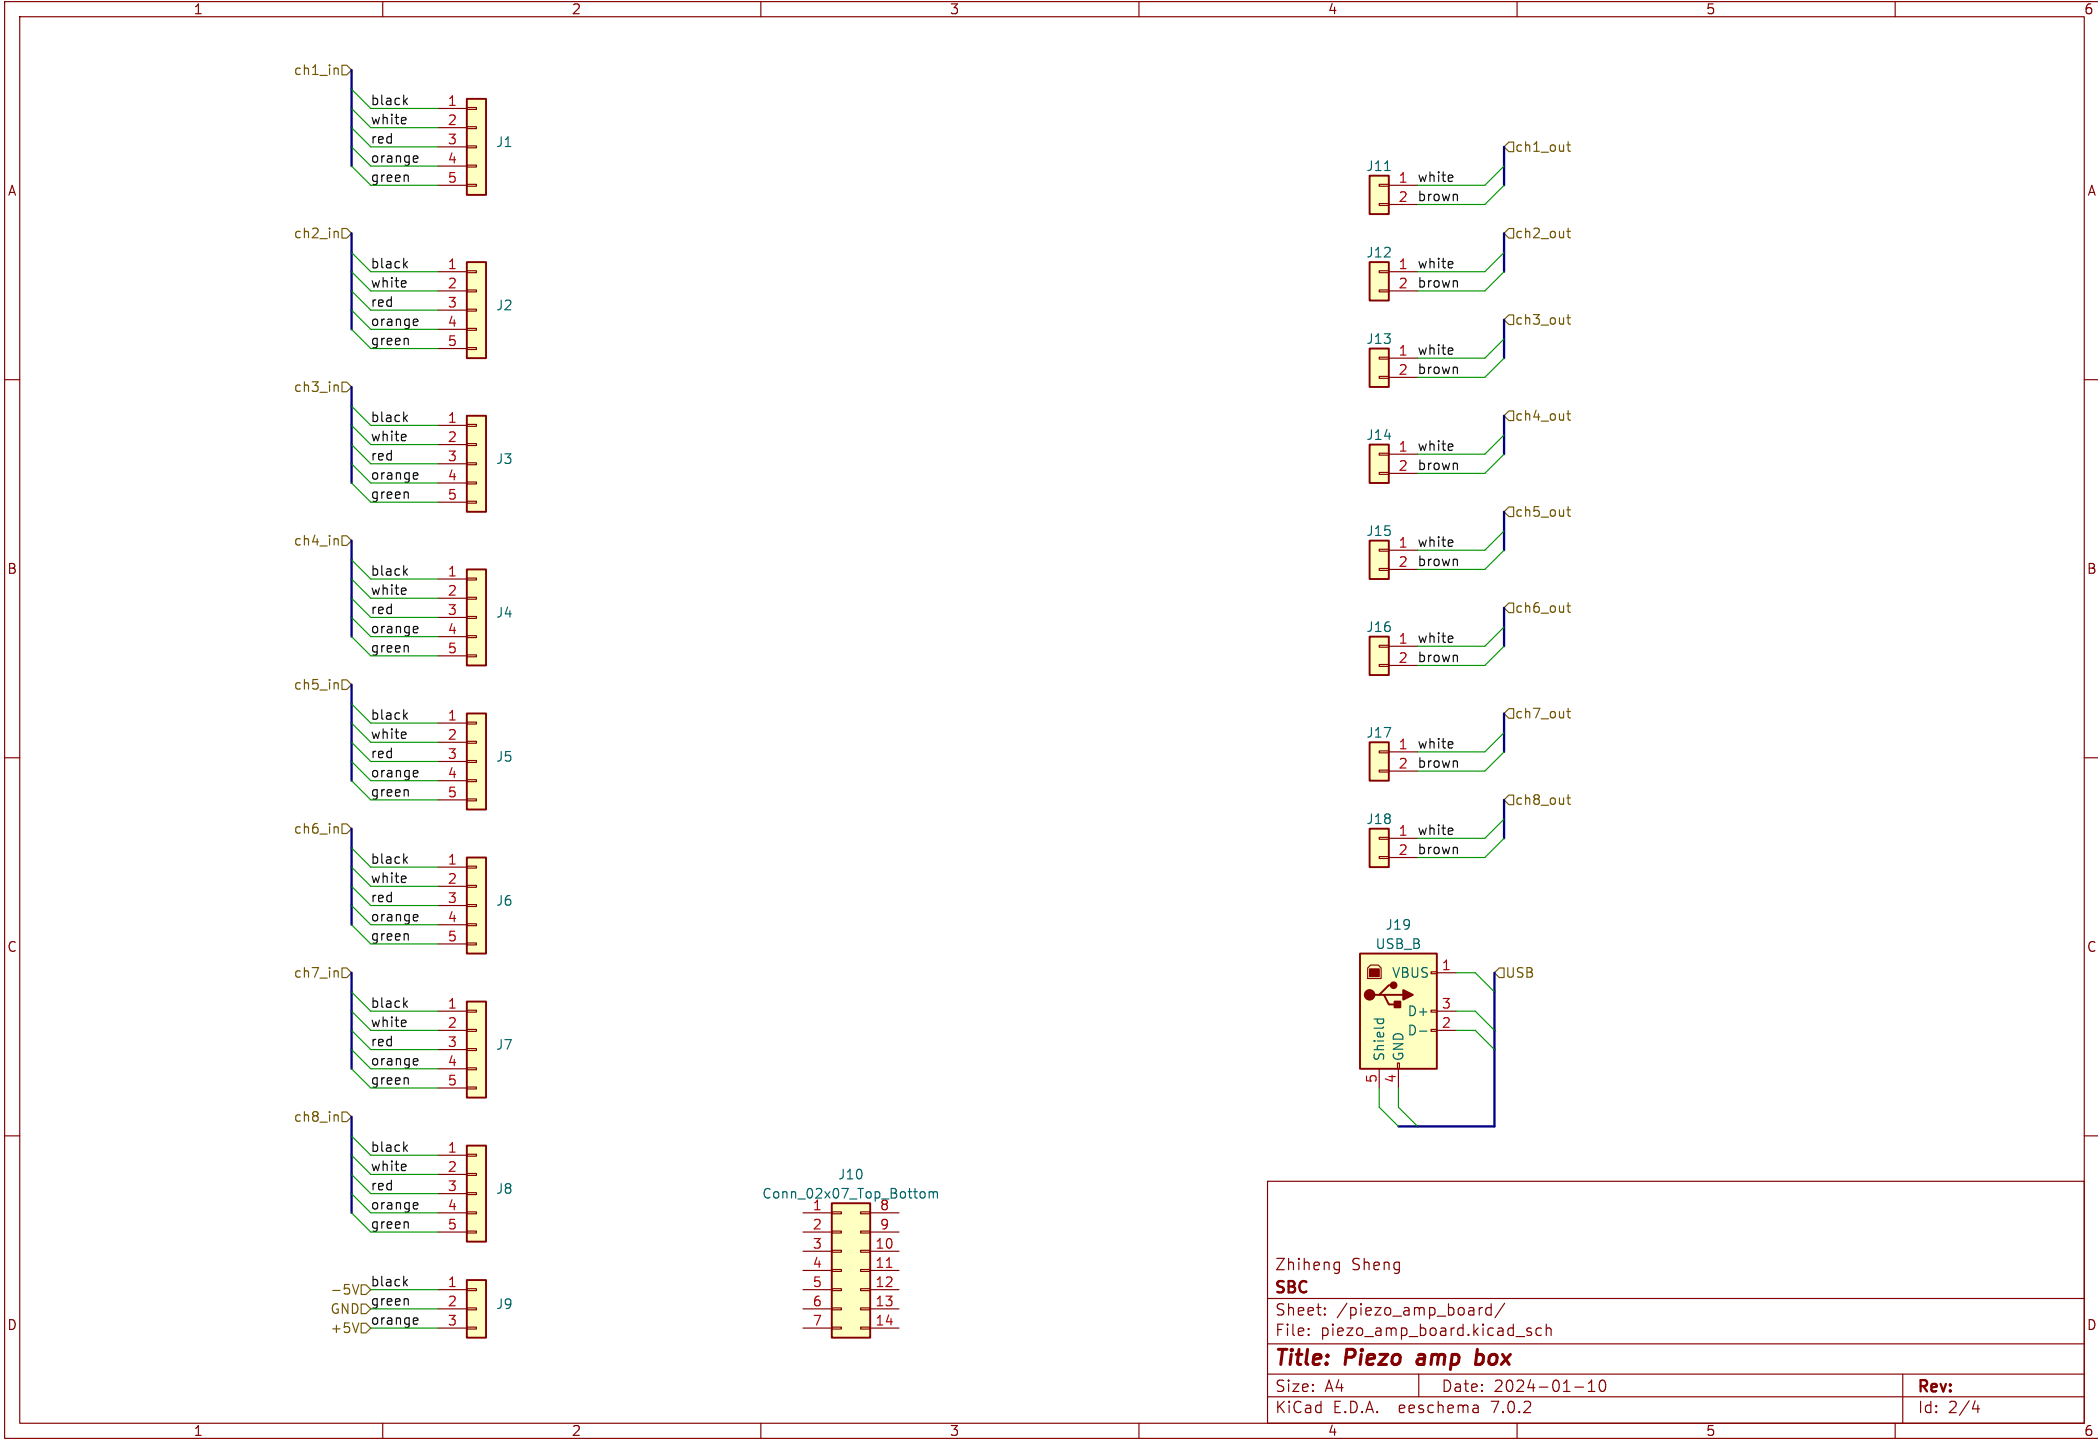 1 2 3 4 5 6
A
B
C
D
A
B
C
D
ch1_in
black 1
white 2
red 3
orange 4
green 5
J1
ch2_in
black 1
white 2
red 3
orange 4
green 5
J2
ch3_in
black 1
white 2
red 3
orange 4
green 5
J3
ch4_in
black 1
white 2
red 3
orange 4
green 5
J4
ch5_in
black 1
white 2
red 3
orange 4
green 5
J5
ch6_in
black 1
white 2
red 3
orange 4
green 5
J6
ch7_in
black 1
white 2
red 3
orange 4
green 5
J7
ch8_in
black 1
white 2
red 3
orange 4
green 5
J8
-5V black 1
GND green 2
+5V orange 3
J9
J10
Conn_02x07_Top_Bottom
1 8
2 9
3 10
4 11
5 12
6 13
7 14
ch1_out
J11
1 white
2 brown
ch2_out
J12
1 white
2 brown
ch3_out
J13
1 white
2 brown
ch4_out
J14
1 white
2 brown
ch5_out
J15
1 white
2 brown
ch6_out
J16
1 white
2 brown
ch7_out
J17
1 white
2 brown
ch8_out
J18
1 white
2 brown
J19
USB_B
VBUS 1
USB
D+ 3
D- 2
Shield 5
GND 4
Zhiheng Sheng
SBC
Sheet: /piezo_amp_board/
File: piezo_amp_board.kicad_sch
Title: Piezo amp box
Size: A4 Date: 2024-01-10 Rev:
KiCad E.D.A. eeschema 7.0.2 Id: 2/4
1 2 3 4 5 6